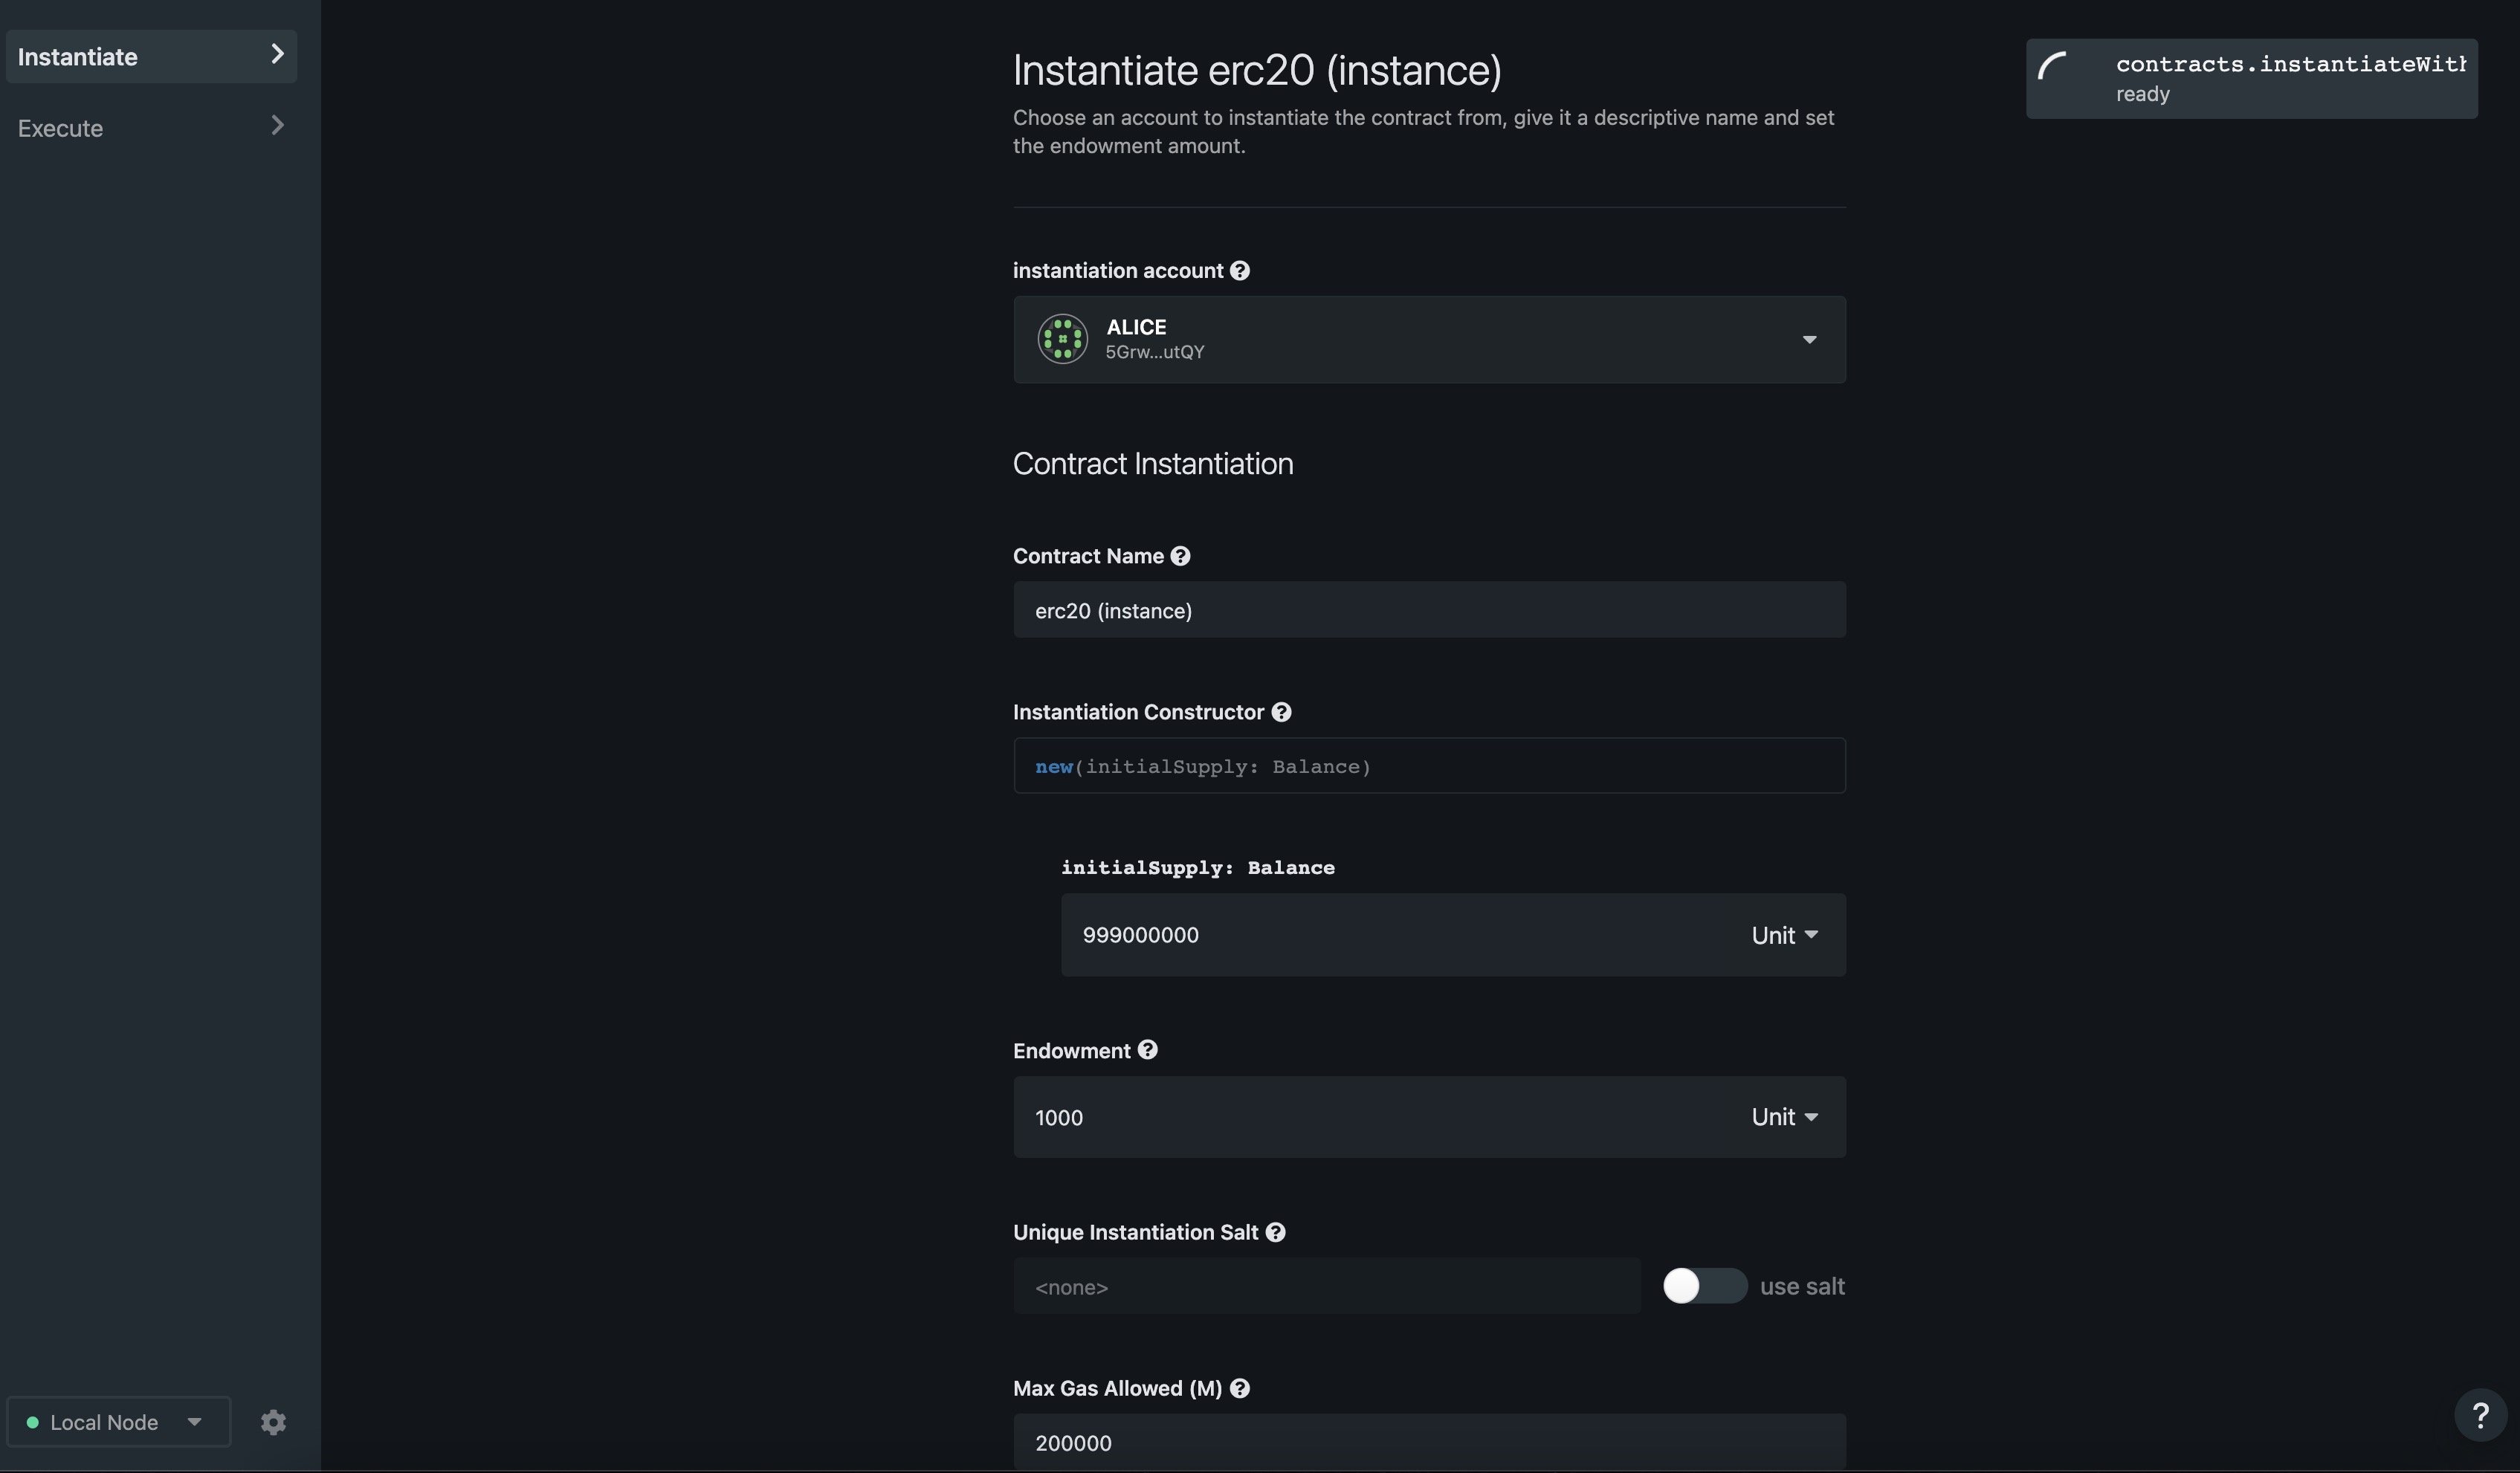 Instantiate
Execute
Instantiate erc20 (instance)
Choose an account to instantiate the contract from, give it a descriptive name and set
the endowment amount.
contracts.instantiateWith
ready
instantiation account ?
ALICE
5Grw...utQY
Contract Instantiation
Contract Name ?
erc20 (instance)
Instantiation Constructor ?
new(initialSupply: Balance)
initialSupply: Balance
999000000
Unit
Endowment ?
1000
Unit
Unique Instantiation Salt ?
<none>
use salt
Max Gas Allowed (M) ?
200000
Local Node
?